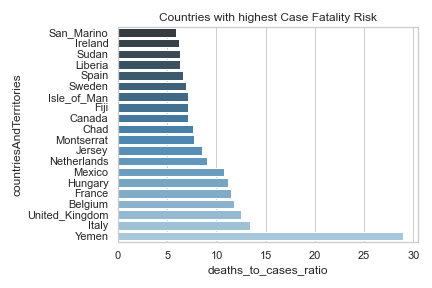 Countries with highest Case Fatality Risk
countriesAndTerritories
San_Marino
Ireland
Sudan
Liberia
Spain
Sweden
Isle_of_Man
Fiji
Canada
Chad
Montserrat
Jersey
Netherlands
Mexico
Hungary
France
Belgium
United_Kingdom
Italy
Yemen
0 5 10 15 20 25 30
deaths_to_cases_ratio